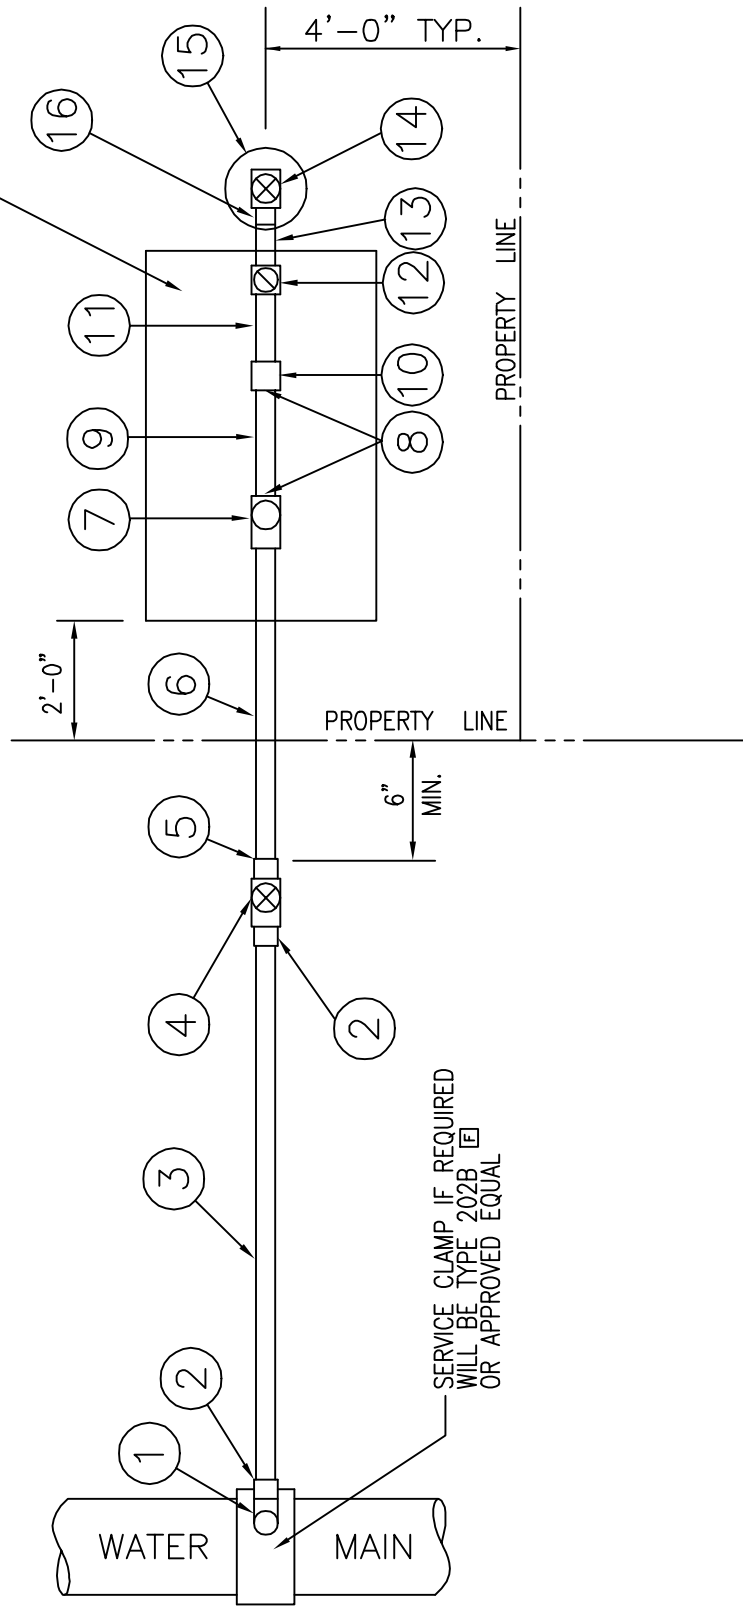 4'-0" TYP.
15
16
14
13
12
11
PROPERTY LINE
10
9
8
7
2'-0"
6
PROPERTY LINE
6"
MIN.
5
4
2
SERVICE CLAMP IF REQUIRED
WILL BE TYPE 202B F
OR APPROVED EQUAL
3
2
1
WATER MAIN